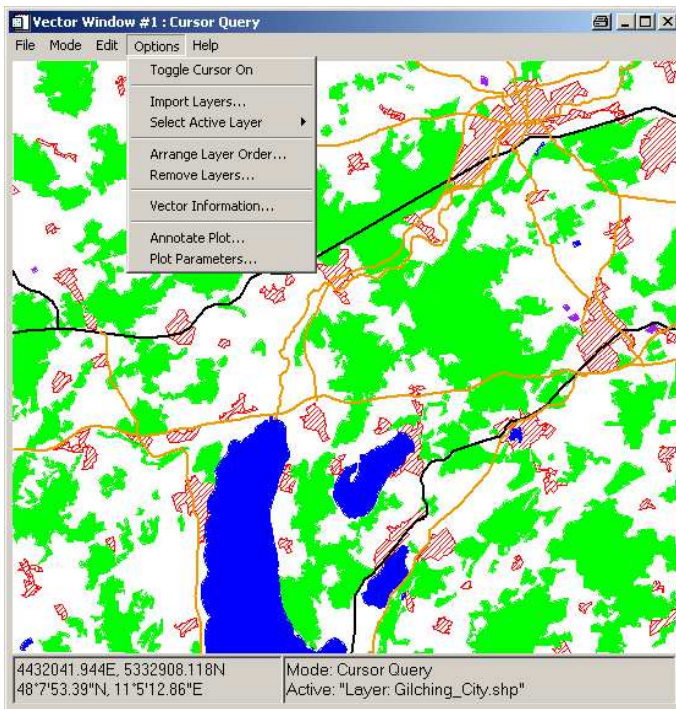 Vector Window #1 : Cursor Query
File Mode Edit Options Help
Toggle Cursor On
Import Layers...
Select Active Layer
Arrange Layer Order...
Remove Layers...
Vector Information...
Annotate Plot...
Plot Parameters...
4432041.944E, 5332908.118N
48°7'53.39"N, 11°5'12.86"E
Mode: Cursor Query
Active: "Layer: Gilching_City.shp"